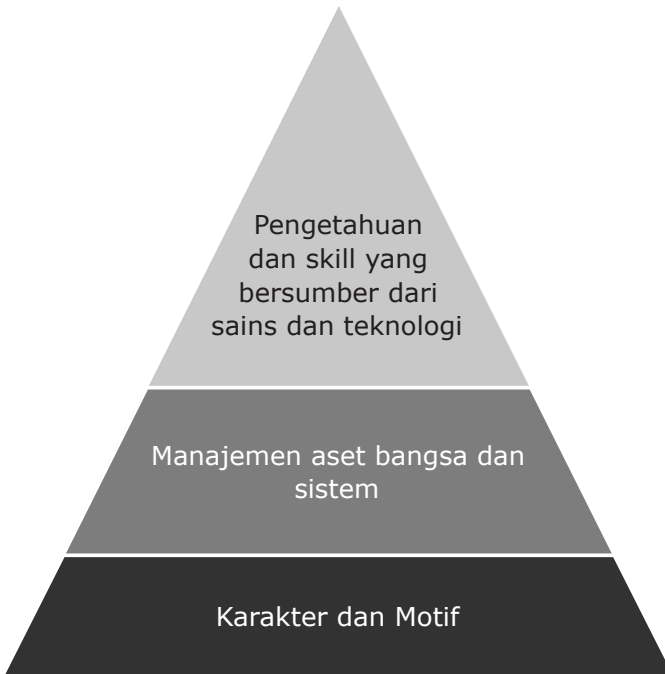 Pengetahuan
dan skill yang
bersumber dari
sains dan teknologi
Manajemen aset bangsa dan
sistem
Karakter dan Motif